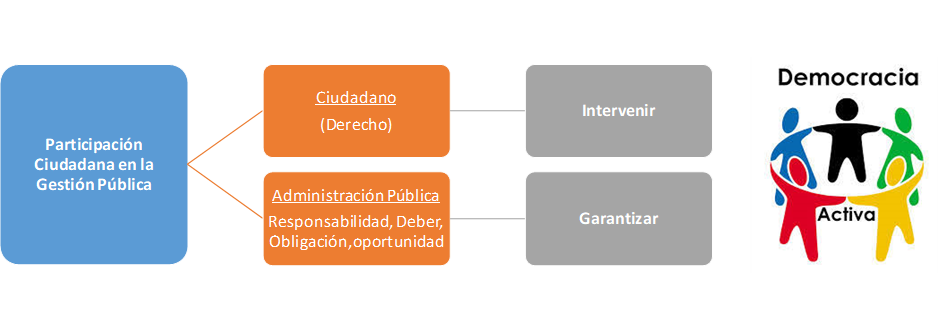 Participación
Ciudadana en la
Gestión Pública
Ciudadano
(Derecho)
Intervenir
Administración Pública
Responsabilidad, Deber,
Obligación,oportunidad
Garantizar
Democracia
Activa